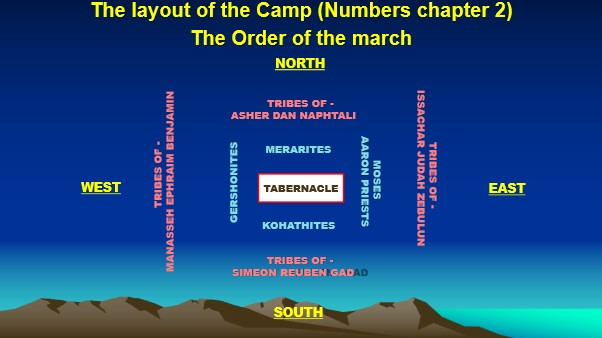 The layout of the Camp (Numbers chapter 2)
The Order of the march
NORTH
TRIBES OF -
ASHER DAN NAPHTALI
TRIBES OF -
MANASSEH EPHRAIM BENJAMIN
GERSHONITES
MERARITES
MOSES
AARON PRIESTS
TRIBES OF -
ISSACHAR JUDAH ZEBULUN
WEST
TABERNACLE
EAST
KOHATHITES
TRIBES OF -
SIMEON REUBEN GAD
SOUTH